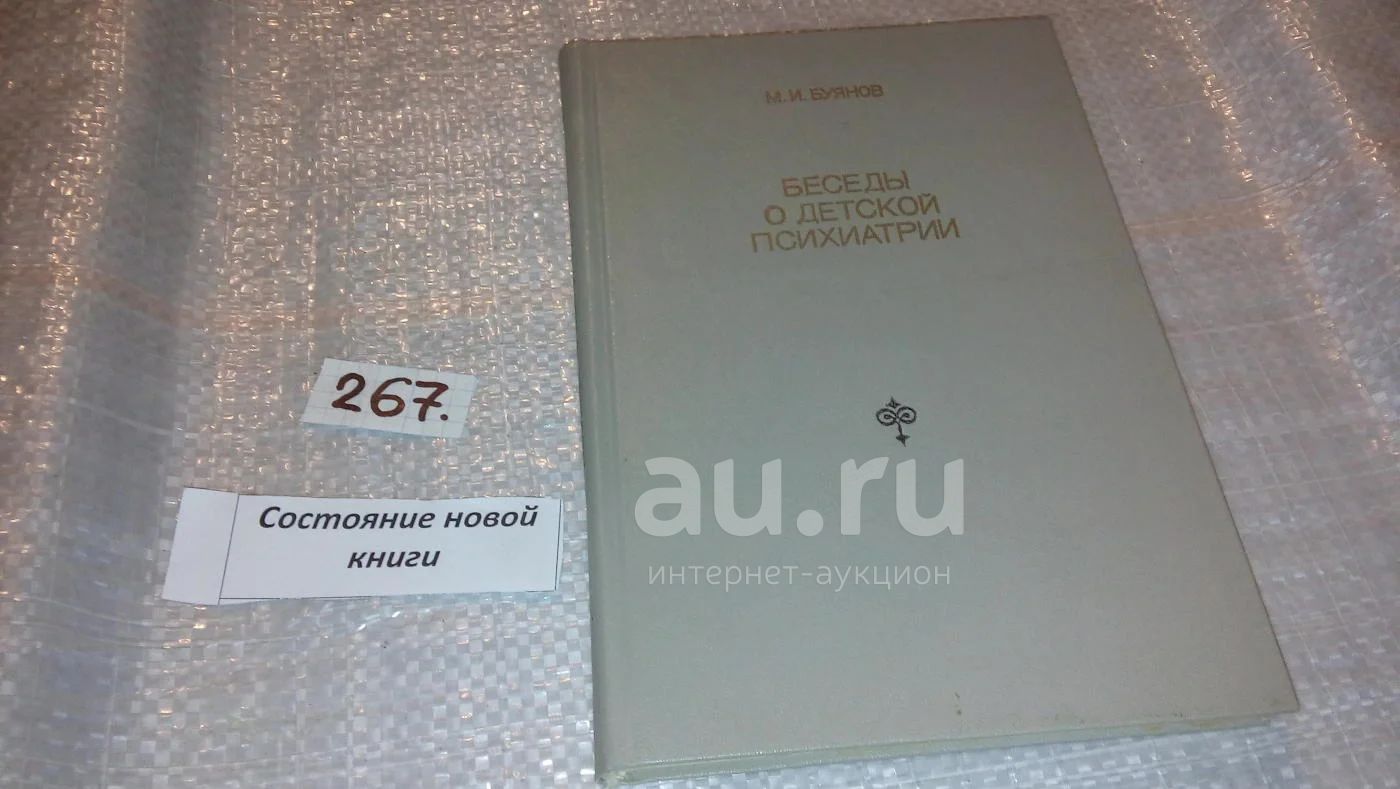 М. И. БУЯНОВ
БЕСЕДЫ
О ДЕТСКОЙ
ПСИХИАТРИИ
267.
Состояние новой
книги
au.ru
интернет-аукцион